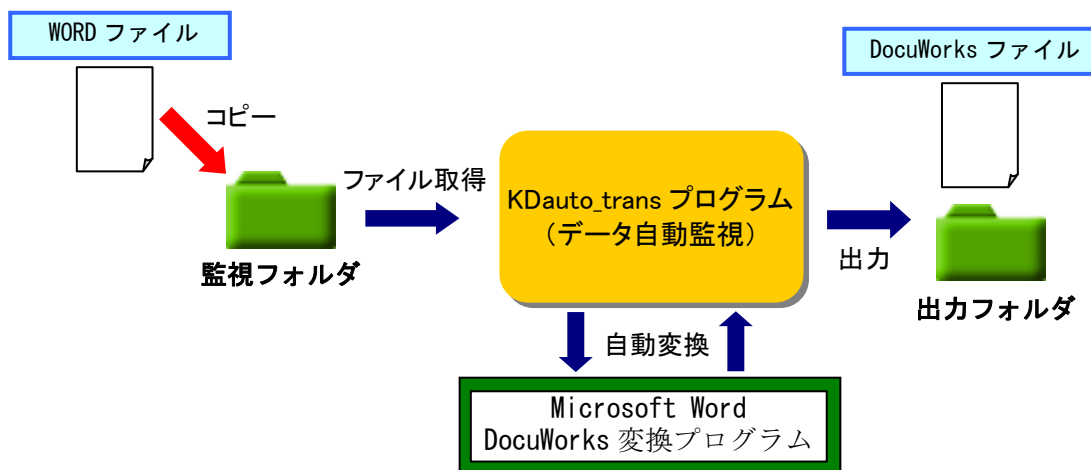 WORD ファイル
DocuWorks ファイル
コピー
ファイル取得
KDauto_trans プログラム
（データ自動監視）
出力
監視フォルダ
出力フォルダ
自動変換
Microsoft Word
DocuWorks 変換プログラム